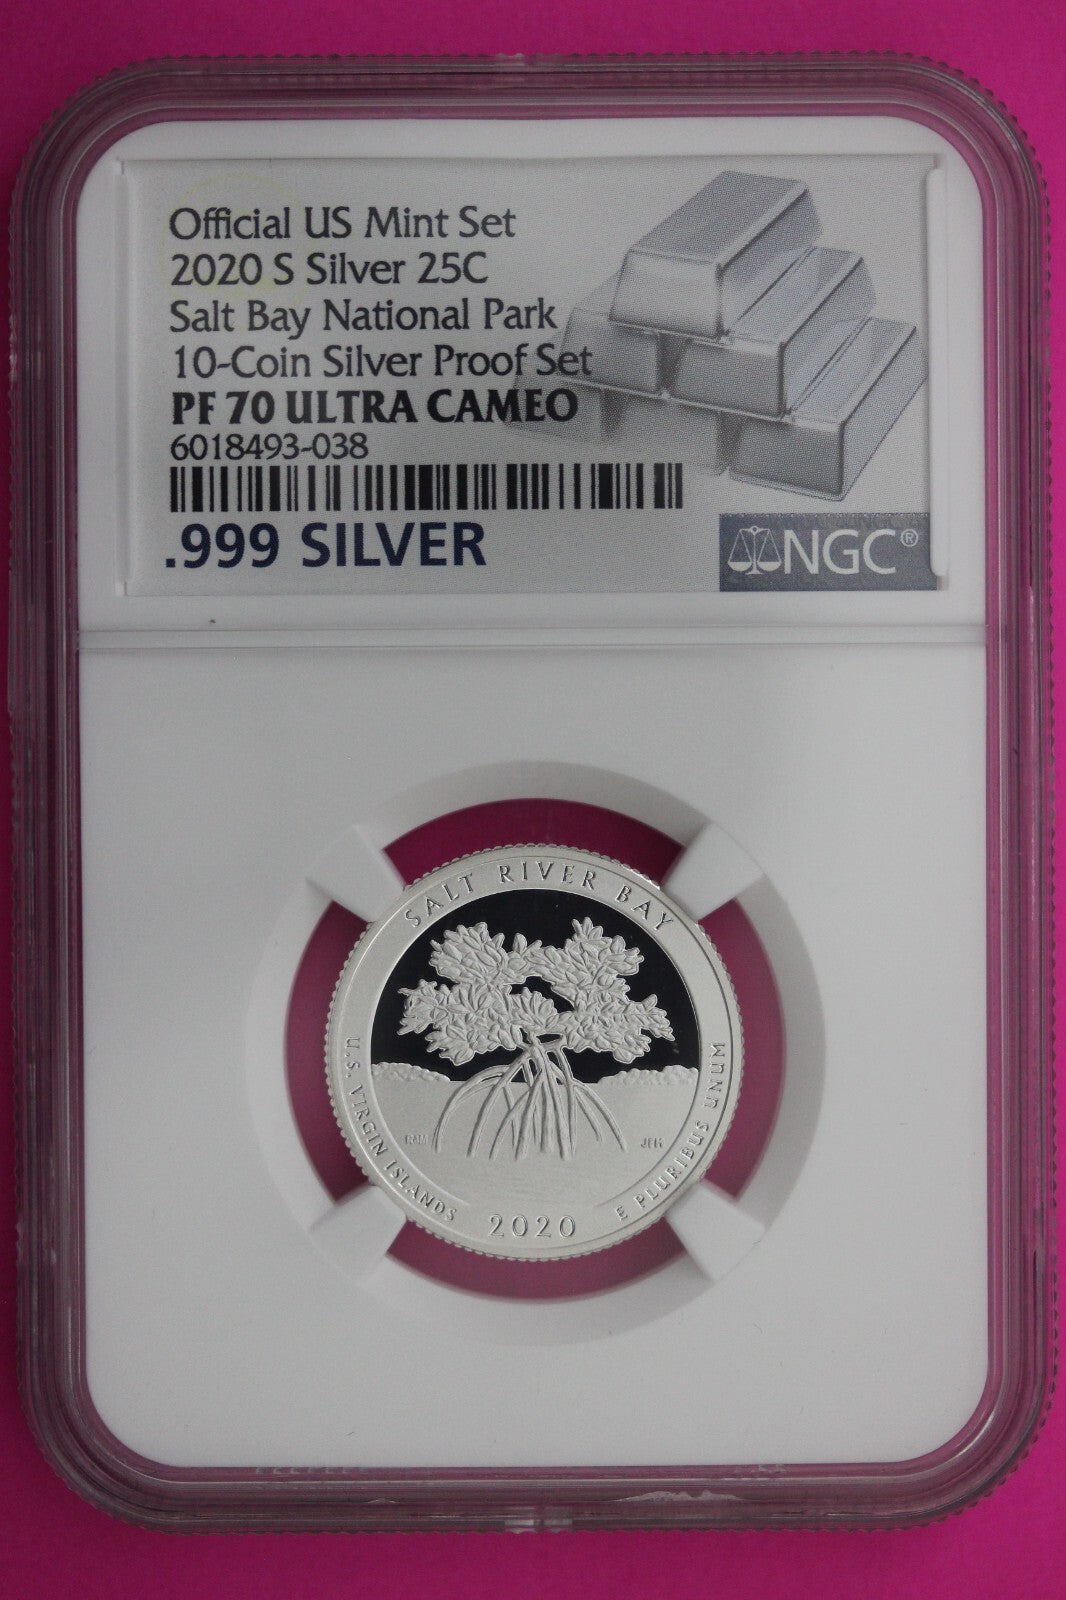 Official US Mint Set
2020 S Silver 25C
Salt Bay National Park
10-Coin Silver Proof Set
PF 70 ULTRA CAMEO
6018493-038
.999 SILVER
NGC®
SALT RIVER BAY
U.S. VIRGIN ISLANDS
2020
E PLURIBUS UNUM